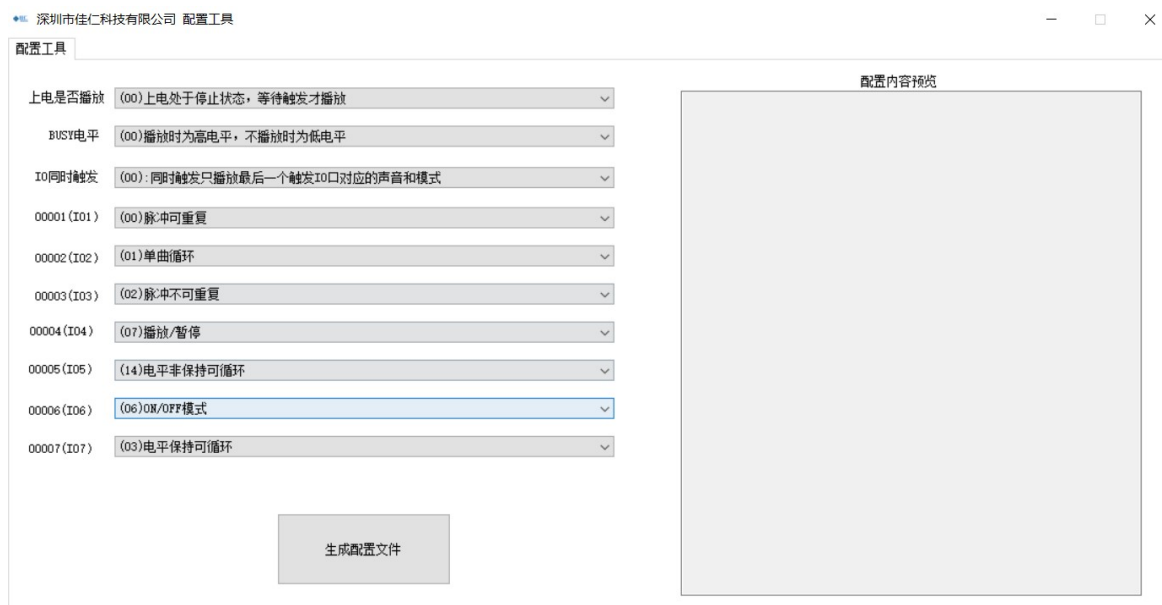 深圳市佳仁科技有限公司 配置工具
配置工具
上电是否播放 (00)上电处于停止状态，等待触发才播放
BUSY电平 (00)播放时为高电平，不播放时为低电平
IO同时触发 (00):同时触发只播放最后一个触发IO口对应的声音和模式
00001(IO1) (00)脉冲可重复
00002(IO2) (01)单曲循环
00003(IO3) (02)脉冲不可重复
00004(IO4) (07)播放/暂停
00005(IO5) (14)电平非保持可循环
00006(IO6) (06)ON/OFF模式
00007(IO7) (03)电平保持可循环
生成配置文件
配置内容预览